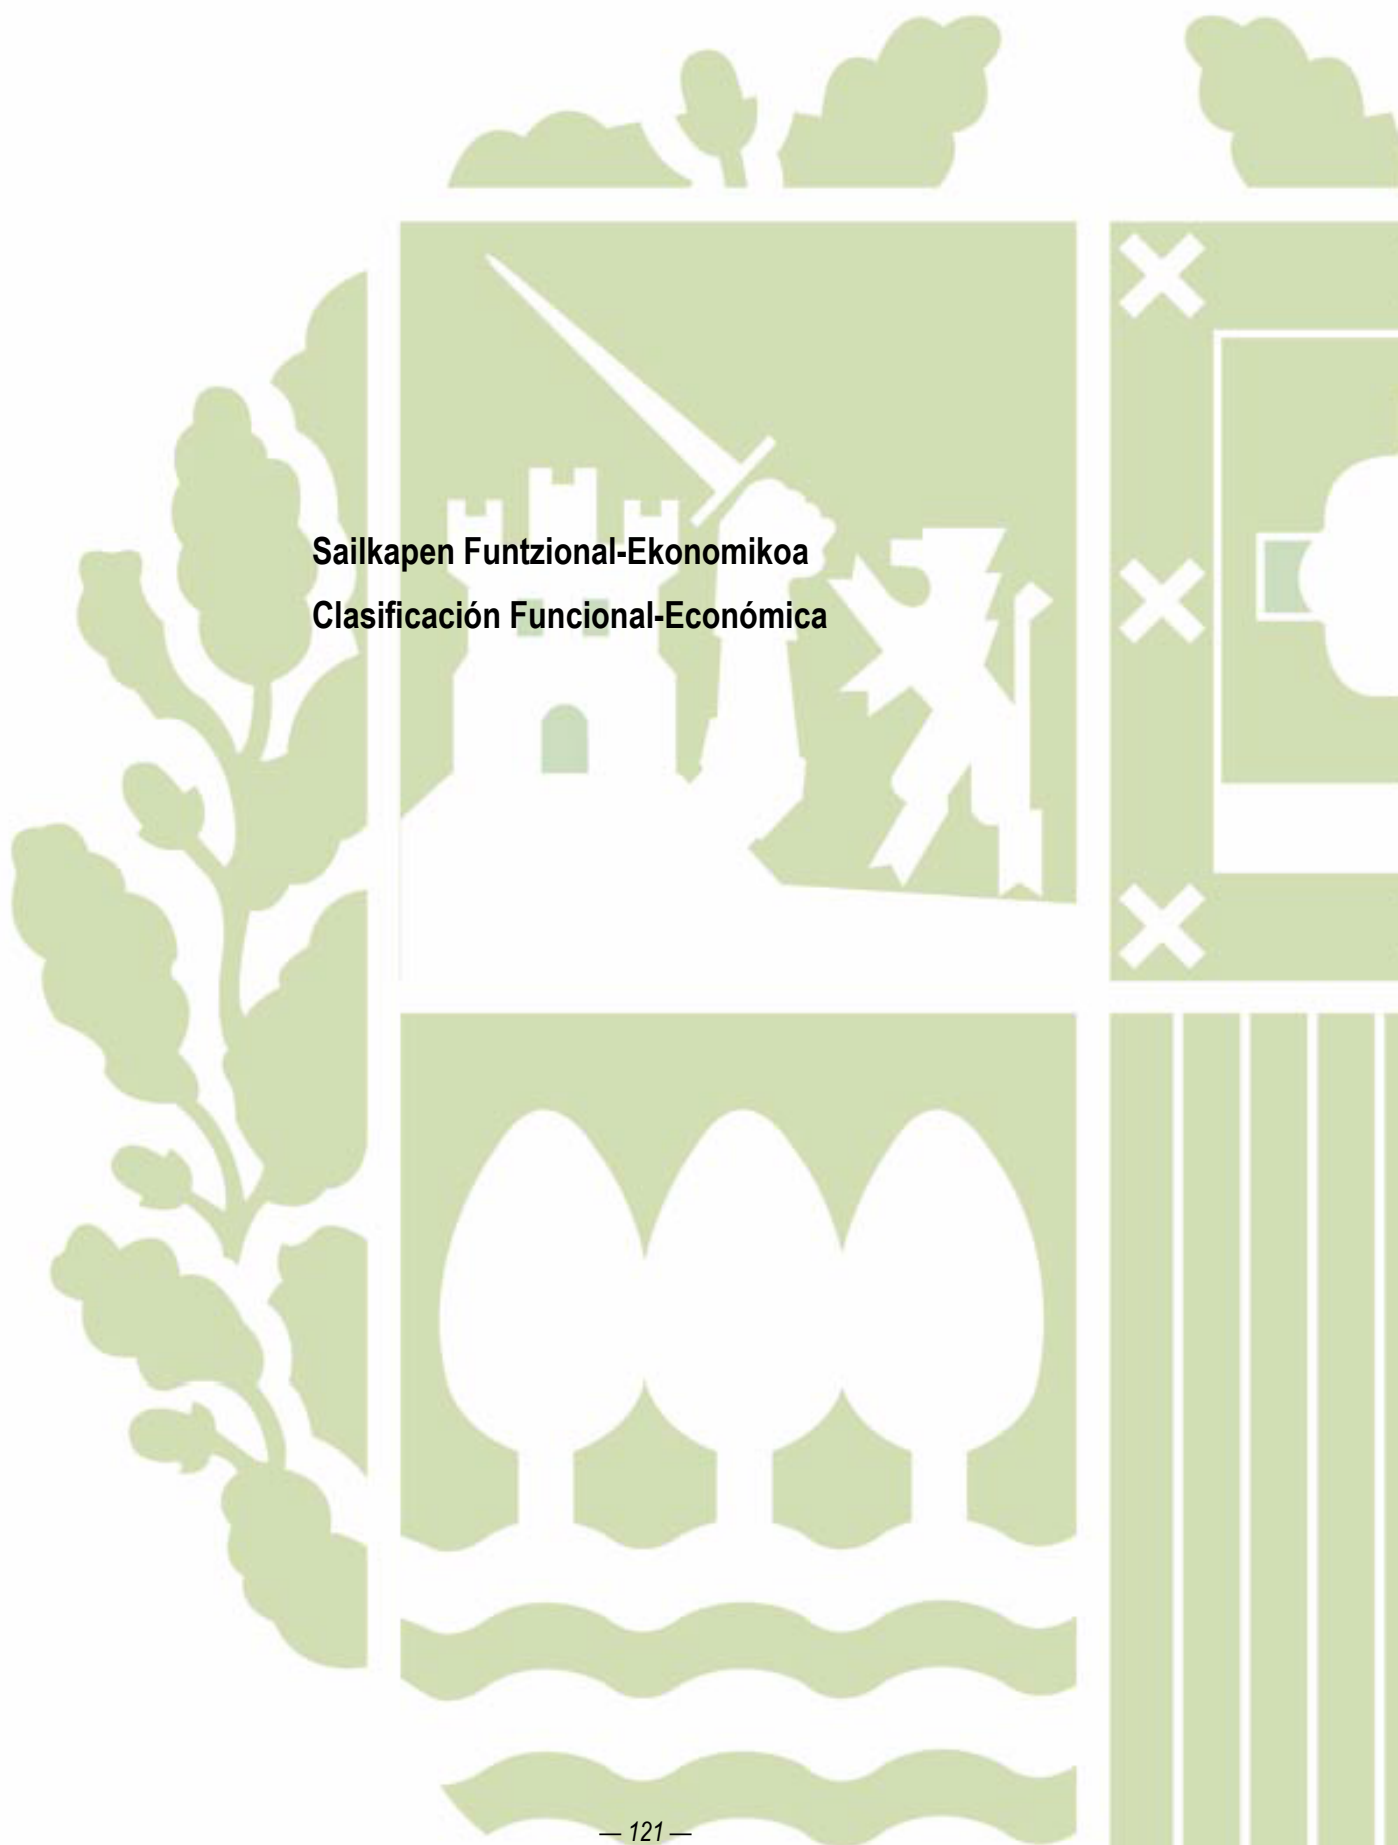 Sailkapen Funtzional-Ekonomikoa
Clasificación Funcional-Económica
— 121 —